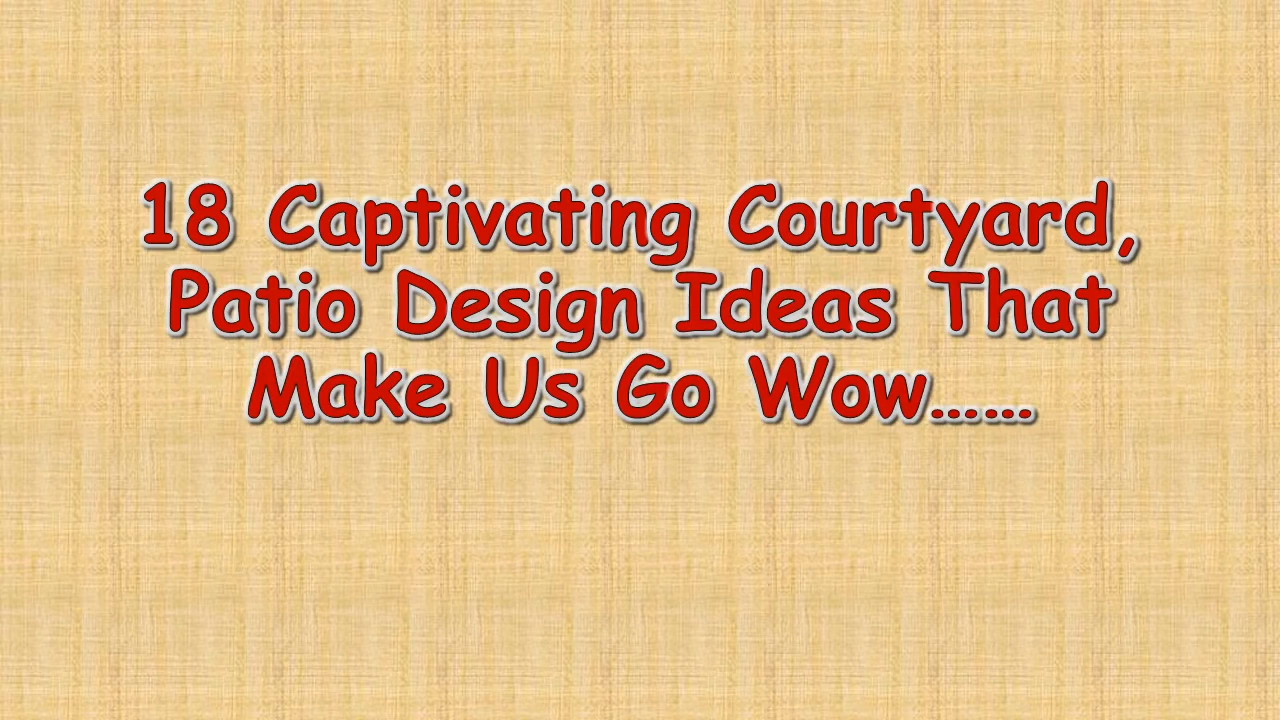 18 Captivating Courtyard,
Patio Design Ideas That
Make Us Go Wow……